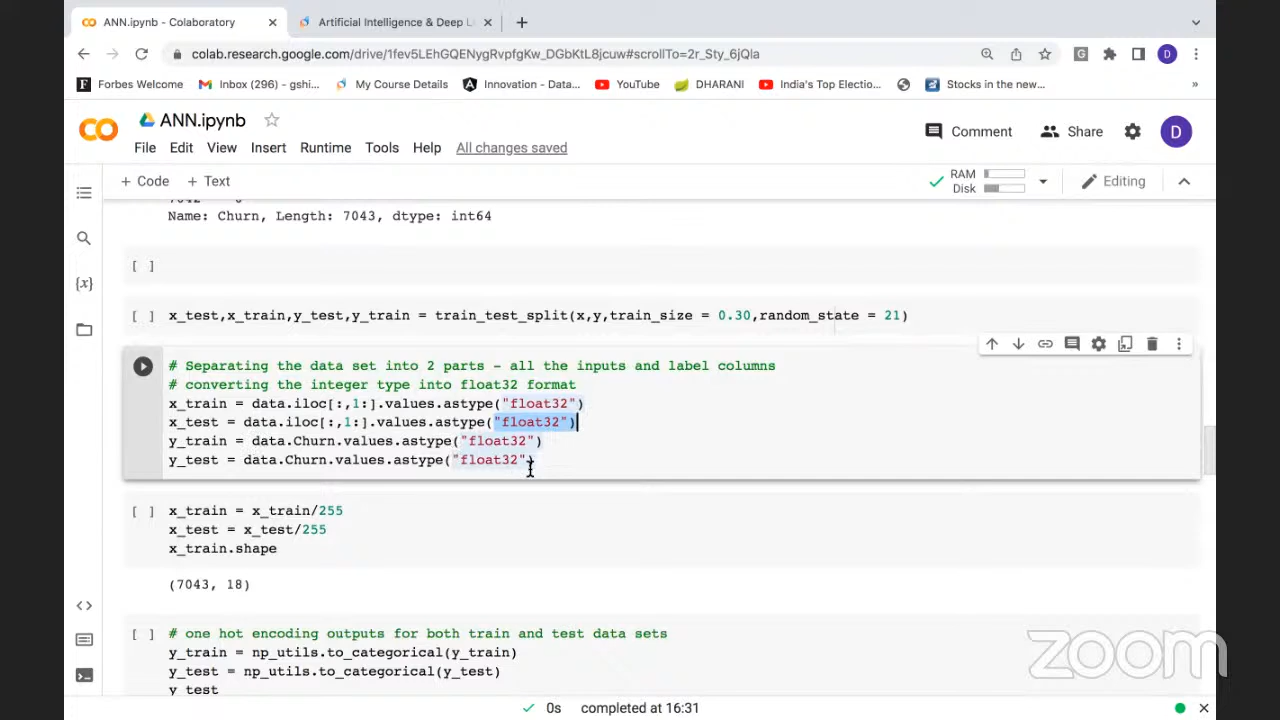 ANN.ipynb - Colaboratory
Artificial Intelligence & Deep L
colab.research.google.com/drive/1fev5LEhGQENygRvpfgKw_DGbKtL8jcuw#scrollTo=2r_Sty_6jQla
Forbes Welcome
Inbox (296) - gshi...
My Course Details
Innovation - Data...
YouTube
DHARANI
India's Top Electio...
Stocks in the new...
»
ANN.ipynb
Comment
Share
D
File Edit View Insert Runtime Tools Help All changes saved
+ Code + Text
RAM
Disk
Editing
Name: Churn, Length: 7043, dtype: int64
[ ]
[ ] x_test,x_train,y_test,y_train = train_test_split(x,y,train_size = 0.30,random_state = 21)
# Separating the data set into 2 parts - all the inputs and label columns
# converting the integer type into float32 format
x_train = data.iloc[:,1:].values.astype("float32")
x_test = data.iloc[:,1:].values.astype("float32")
y_train = data.Churn.values.astype("float32")
y_test = data.Churn.values.astype("float32")
[ ] x_train = x_train/255
x_test = x_test/255
x_train.shape
(7043, 18)
[ ] # one hot encoding outputs for both train and test data sets
y_train = np_utils.to_categorical(y_train)
y_test = np_utils.to_categorical(y_test)
y_test
zoom
0s completed at 16:31